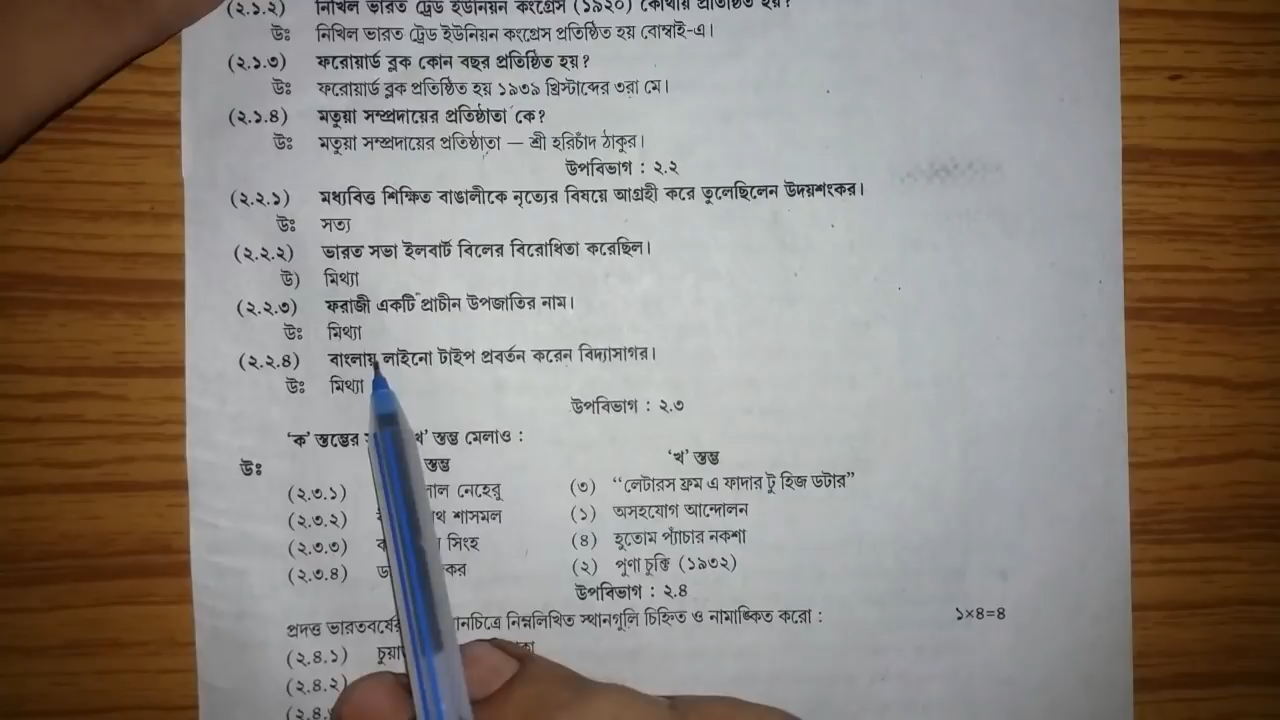 (২.১.২) নিখিল ভারত ট্রেড ইউনিয়ন কংগ্রেস (১৯২০) কোথায় প্রতিষ্ঠিত হয়?
উঃ নিখিল ভারত ট্রেড ইউনিয়ন কংগ্রেস প্রতিষ্ঠিত হয় বোম্বাই-এ।
(২.১.৩) ফরোয়ার্ড ব্লক কোন বছর প্রতিষ্ঠিত হয়?
উঃ ফরোয়ার্ড ব্লক প্রতিষ্ঠিত হয় ১৯৩৯ খ্রিস্টাব্দের ৩রা মে।
(২.১.৪) মতুয়া সম্প্রদায়ের প্রতিষ্ঠাতা কে?
উঃ মতুয়া সম্প্রদায়ের প্রতিষ্ঠাতা — শ্রী হরিচাঁদ ঠাকুর।
উপবিভাগ : ২.২
(২.২.১) মধ্যবিত্ত শিক্ষিত বাঙালীকে নৃত্যের বিষয়ে আগ্রহী করে তুলেছিলেন উদয়শংকর।
উঃ সত্য
(২.২.২) ভারত সভা ইলবার্ট বিলের বিরোধিতা করেছিল।
উ) মিথ্যা
(২.২.৩) ফরাজী একটি প্রাচীন উপজাতির নাম।
উঃ মিথ্যা
(২.২.৪) বাংলায় লাইনো টাইপ প্রবর্তন করেন বিদ্যাসাগর।
উঃ মিথ্যা
উপবিভাগ : ২.৩
‘ক’ স্তম্ভের খ’ স্তম্ভ মেলাও :
উঃ স্তম্ভ ‘খ’ স্তম্ভ
(২.৩.১) লাল নেহেরু (৩) “লেটারস ফ্রম এ ফাদার টু হিজ ডটার”
(২.৩.২) থ শাসমল (১) অসহযোগ আন্দোলন
(২.৩.৩) সিংহ (৪) হুতোম প্যাঁচার নকশা
(২.৩.৪) কর (২) পুণা চুক্তি (১৯৩২)
উপবিভাগ : ২.৪
প্রদত্ত ভারতবর্ষের মানচিত্রে নিম্নলিখিত স্থানগুলি চিহ্নিত ও নামাঙ্কিত করো : ১×৪=৪
(২.৪.১) চুয়া
(২.৪.২)